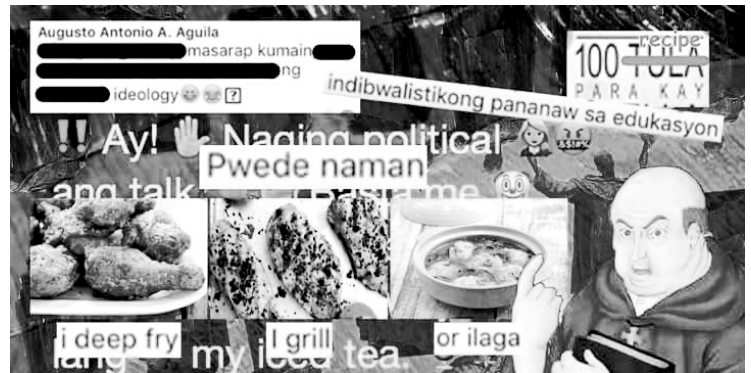 Augusto Antonio A. Aguila
masarap kumain
ng
ideology
100 TULA
recipe
PARA KAY
indibwalistikong pananaw sa edukasyon
‼ Ay! ✋ Naging political
Pwede naman
ang talk Basta me
i deep fry
I grill
or ilaga
lang my iced tea.